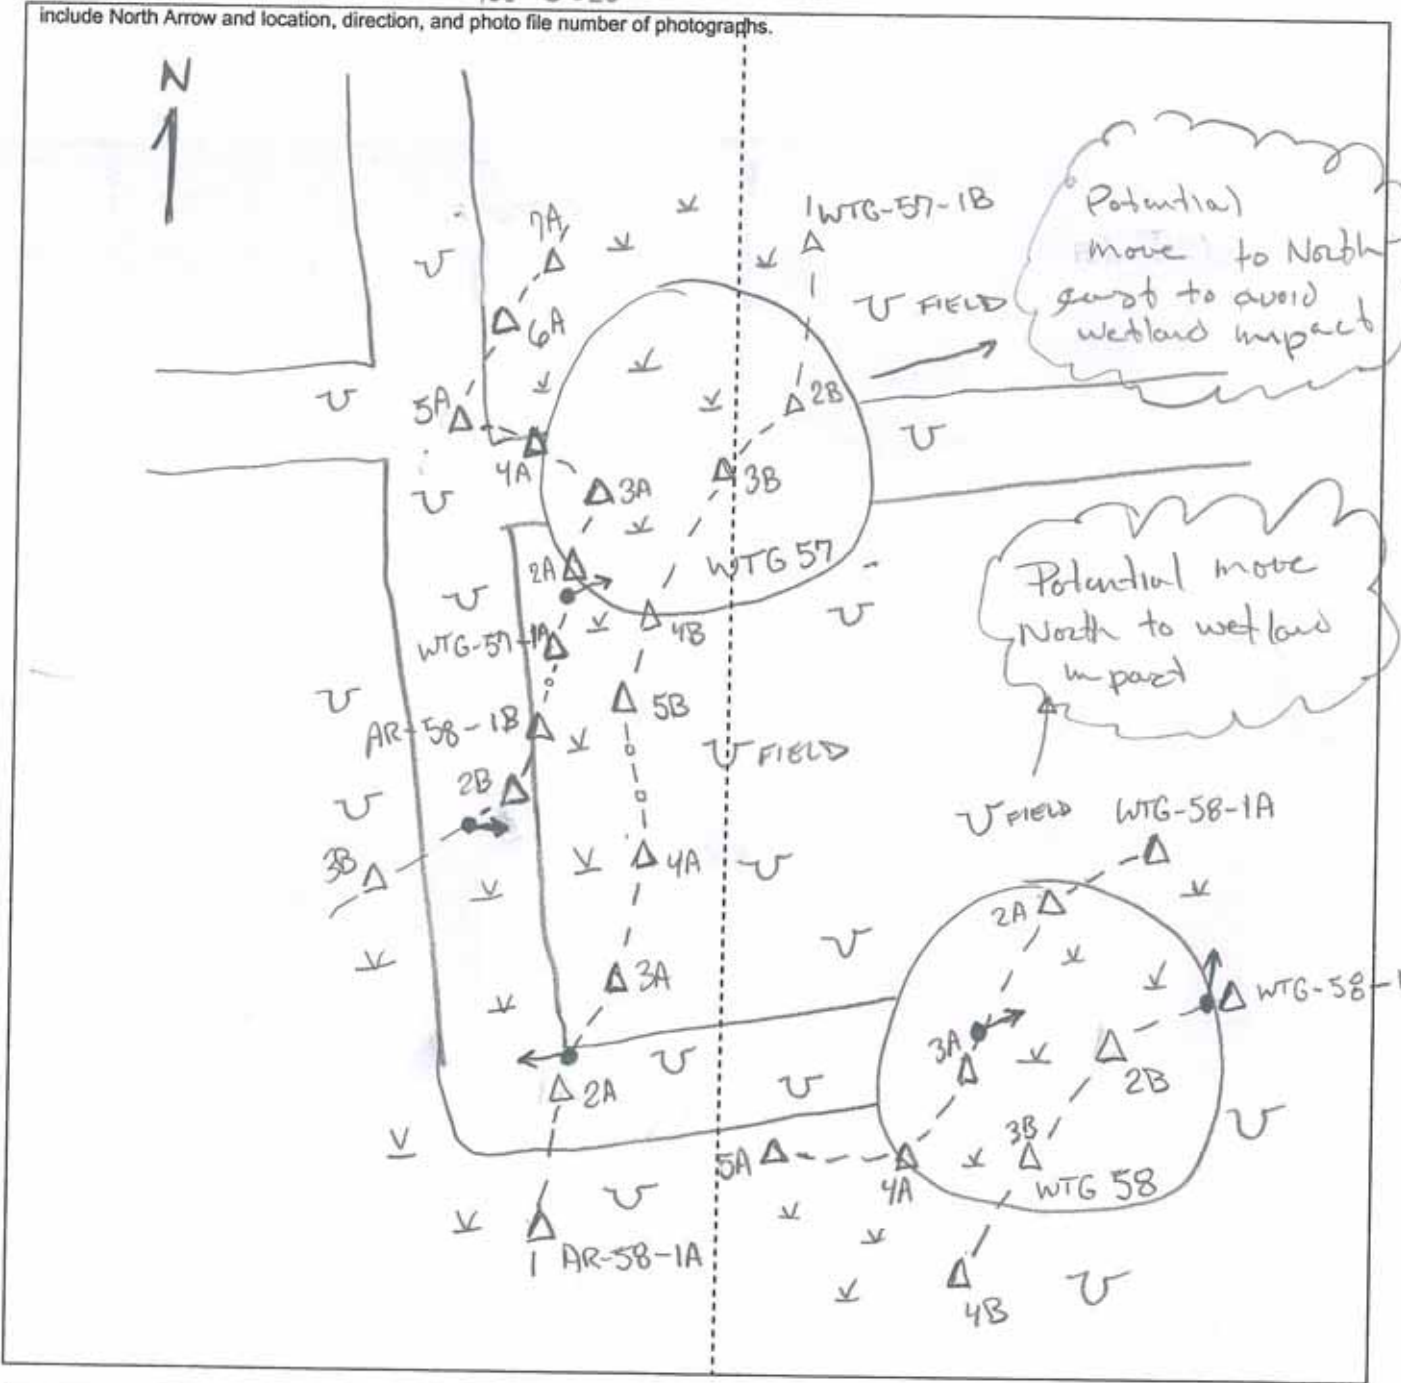 include North Arrow and location, direction, and photo file number of photographs.
N
7A
WTG-57-1B
Potential
move to North
east to avoid
wetland impact
U FIELD
6A
5A
2B
4A
3A
3B
2A
WTG 57
4B
WTG-57-1A
Potential move
North to wetland
impact
5B
AR-58-1B
U FIELD
2B
U FIELD
WTG-58-1A
3B
4A
2A
3A
WTG-58-1
3A
2B
2A
3B
5A
4A
WTG 58
AR-58-1A
4B